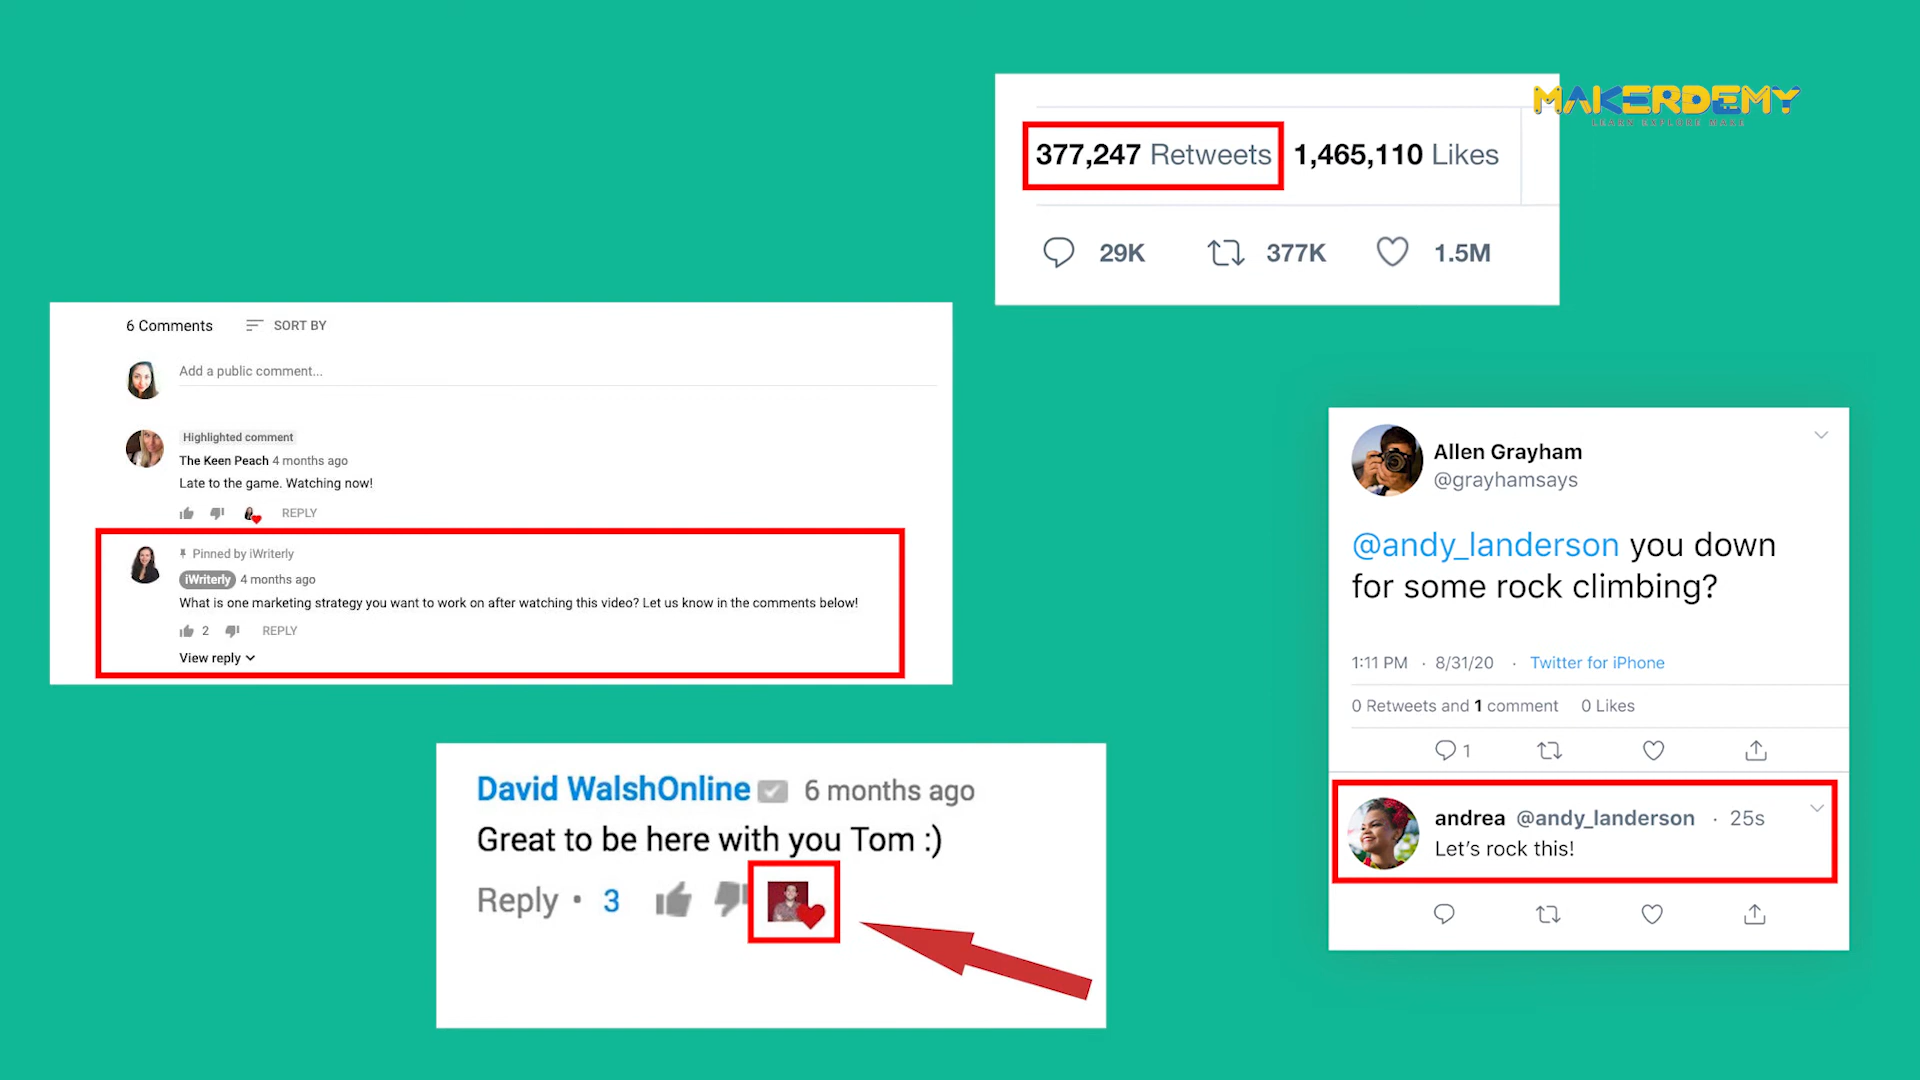 MAKERDEMY
LEARN EXPLORE MAKE
377,247 Retweets 1,465,110 Likes
29K 377K 1.5M
6 Comments SORT BY
Add a public comment...
Highlighted comment
The Keen Peach 4 months ago
Late to the game. Watching now!
REPLY
Pinned by iWriterly
iWriterly 4 months ago
What is one marketing strategy you want to work on after watching this video? Let us know in the comments below!
2 REPLY
View reply
David WalshOnline 6 months ago
Great to be here with you Tom :)
Reply • 3
Allen Grayham
@grayhamsays
@andy_landerson you down
for some rock climbing?
1:11 PM · 8/31/20 · Twitter for iPhone
0 Retweets and 1 comment 0 Likes
1
andrea @andy_landerson · 25s
Let's rock this!